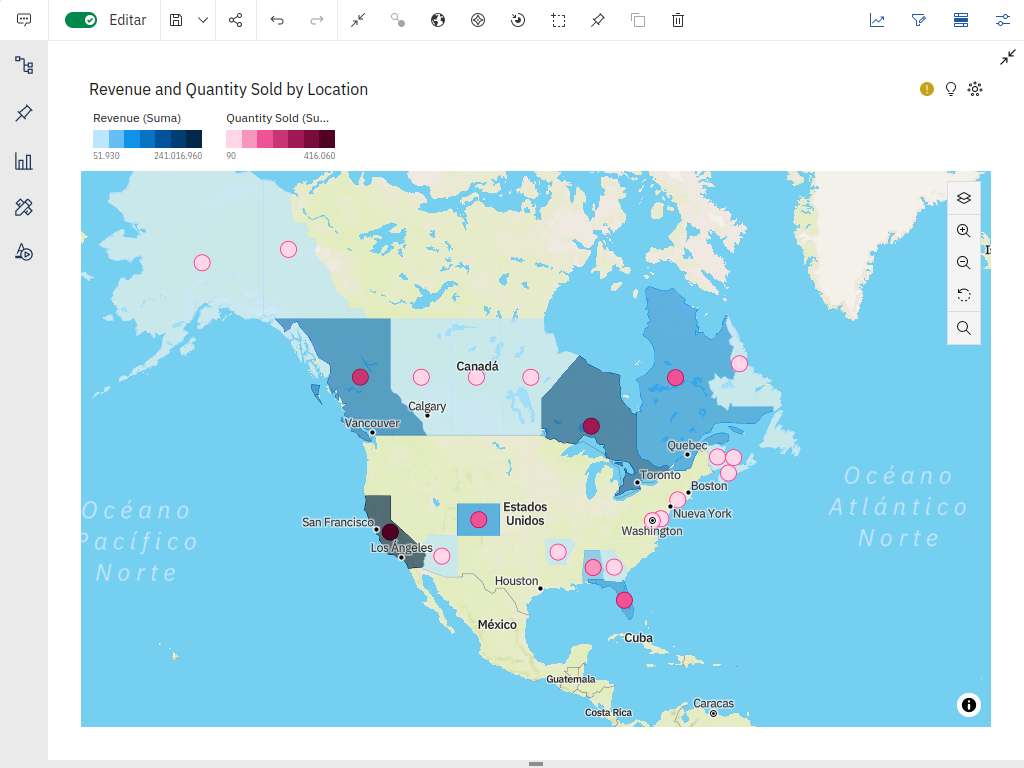 Editar
Revenue and Quantity Sold by Location
Revenue (Suma)
Quantity Sold (Su...
51.930
241.016.960
90
416.060
Canadá
Calgary
Vancouver
Quebec
Toronto
Boston
Estados
Unidos
Nueva York
San Francisco
Washington
Los Ángeles
Houston
México
Cuba
Guatemala
Caracas
Costa Rica
Océano
Pacífico
Norte
Océano
Atlántico
Norte